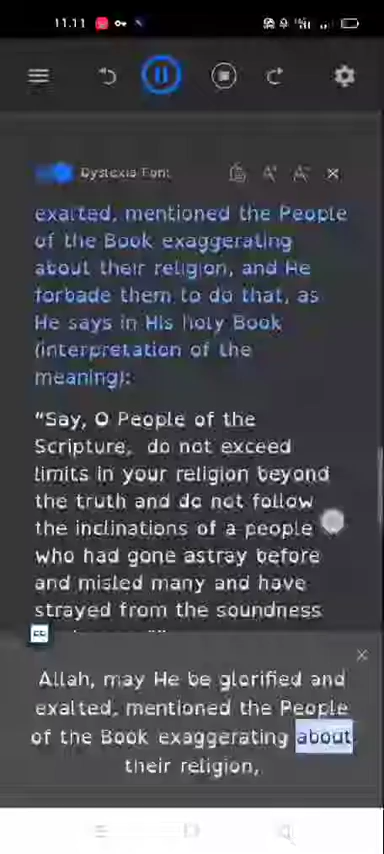 11.11
Dyslexia Font
exalted, mentioned the People
of the Book exaggerating
about their religion, and He
forbade them to do that, as
He says in His holy Book
(interpretation of the
meaning):
“Say, O People of the
Scripture, do not exceed
limits in your religion beyond
the truth and do not follow
the inclinations of a people
who had gone astray before
and misled many and have
strayed from the soundness
Allah, may He be glorified and
exalted, mentioned the People
of the Book exaggerating about
their religion,